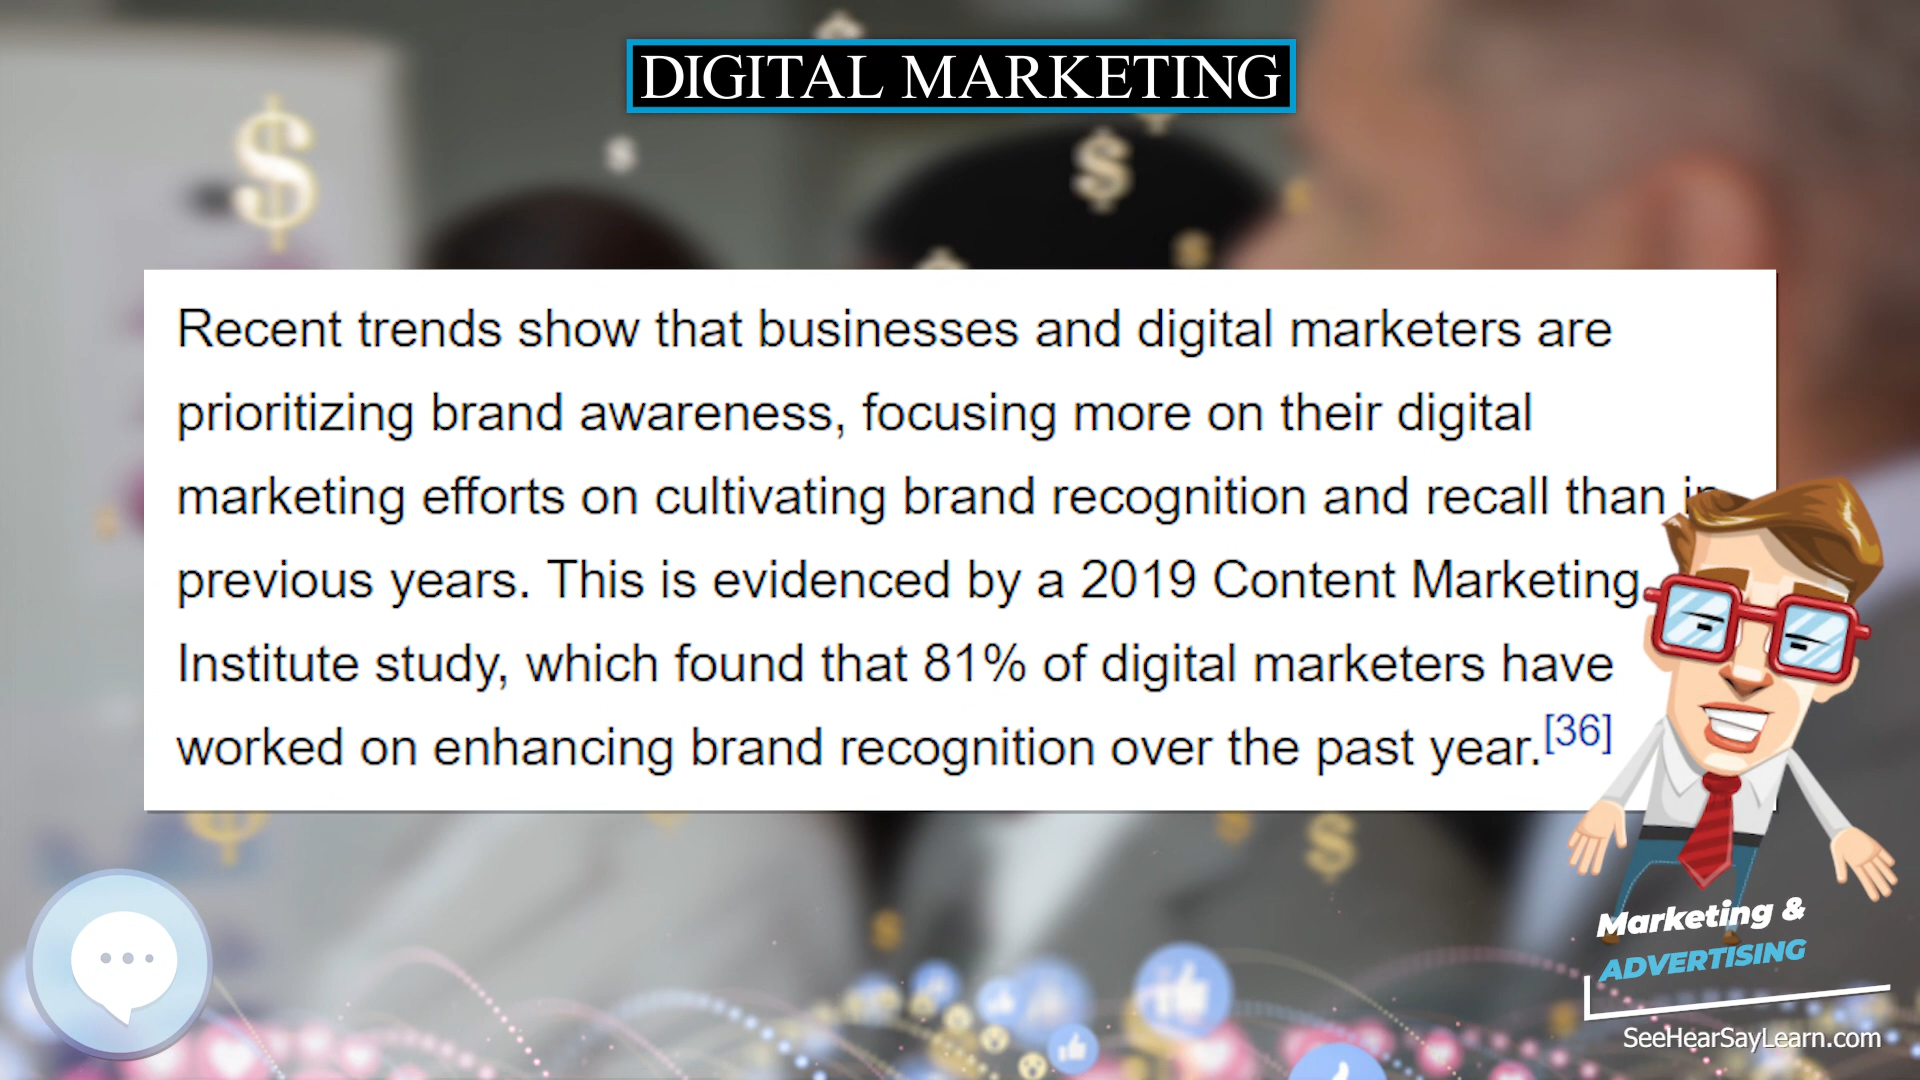 DIGITAL MARKETING
Recent trends show that businesses and digital marketers are
prioritizing brand awareness, focusing more on their digital
marketing efforts on cultivating brand recognition and recall than in
previous years. This is evidenced by a 2019 Content Marketing
Institute study, which found that 81% of digital marketers have
worked on enhancing brand recognition over the past year.[36]
Marketing &
ADVERTISING
SeeHearSayLearn.com